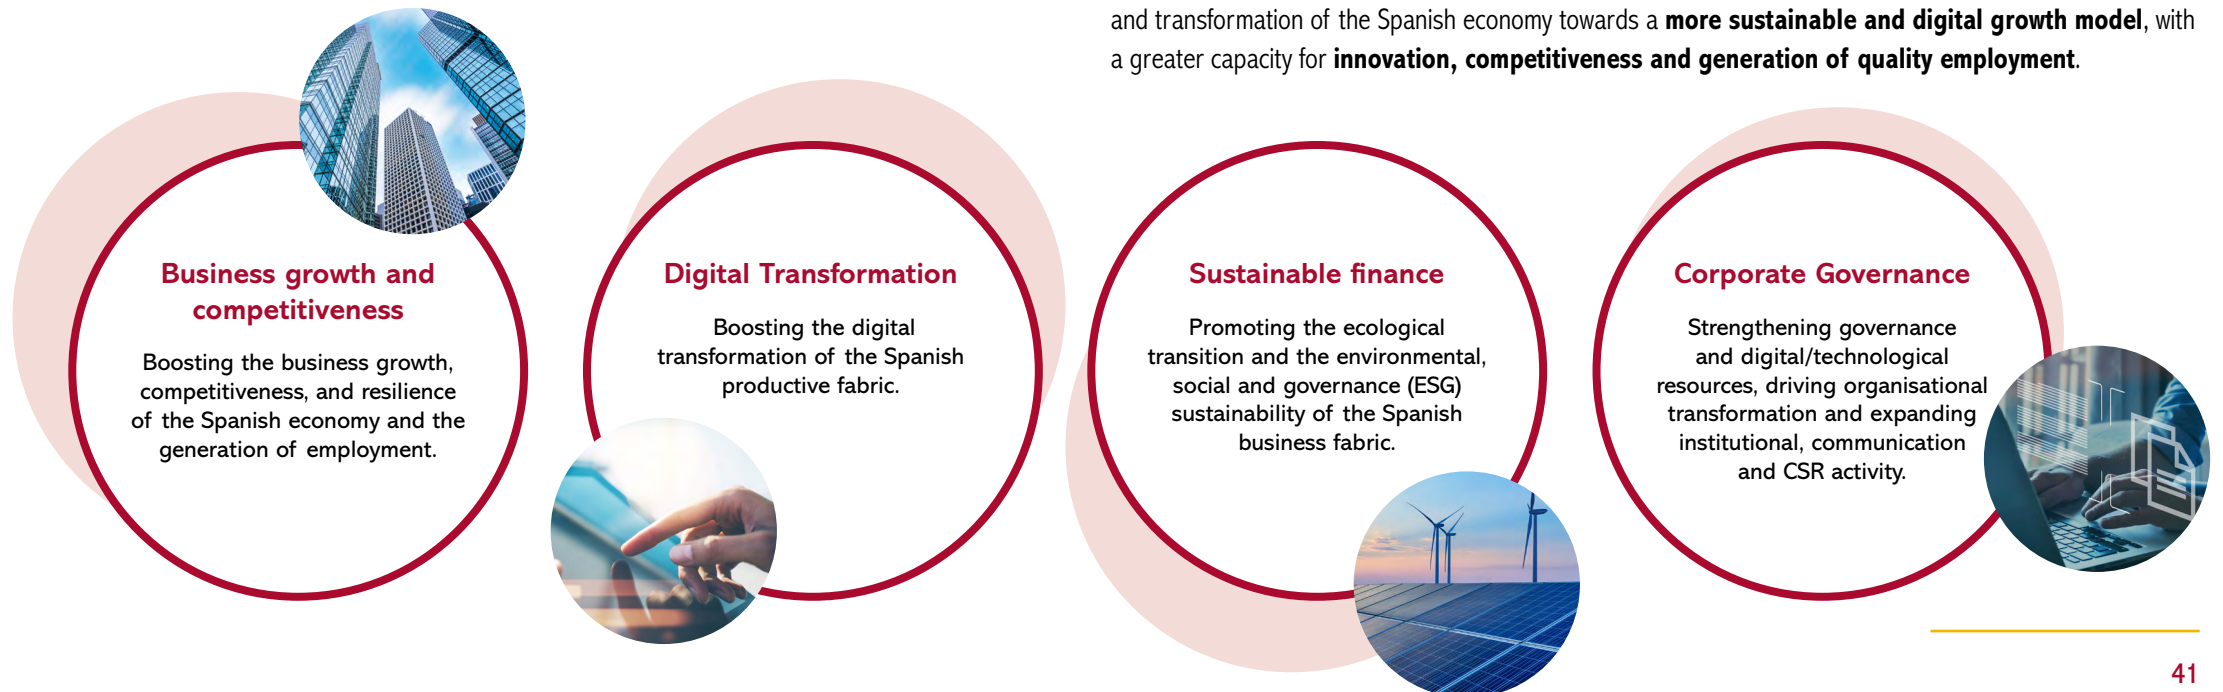 and transformation of the Spanish economy towards a more sustainable and digital growth model, with
a greater capacity for innovation, competitiveness and generation of quality employment.
Business growth and
competitiveness
Boosting the business growth,
competitiveness, and resilience
of the Spanish economy and the
generation of employment.
Digital Transformation
Boosting the digital
transformation of the Spanish
productive fabric.
Sustainable finance
Promoting the ecological
transition and the environmental,
social and governance (ESG)
sustainability of the Spanish
business fabric.
Corporate Governance
Strengthening governance
and digital/technological
resources, driving organisational
transformation and expanding
institutional, communication
and CSR activity.
41